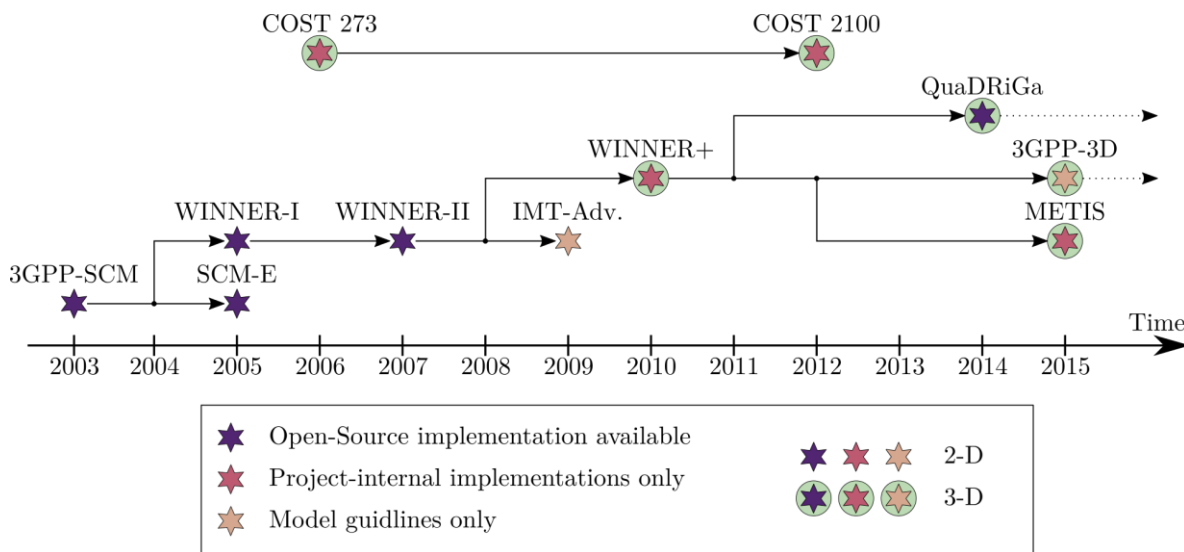 COST 273
COST 2100
QuaDRiGa
WINNER+
3GPP-3D
WINNER-I
WINNER-II
IMT-Adv.
METIS
3GPP-SCM
SCM-E
Time
2003 2004 2005 2006 2007 2008 2009 2010 2011 2012 2013 2014 2015
Open-Source implementation available
2-D
Project-internal implementations only
3-D
Model guidlines only